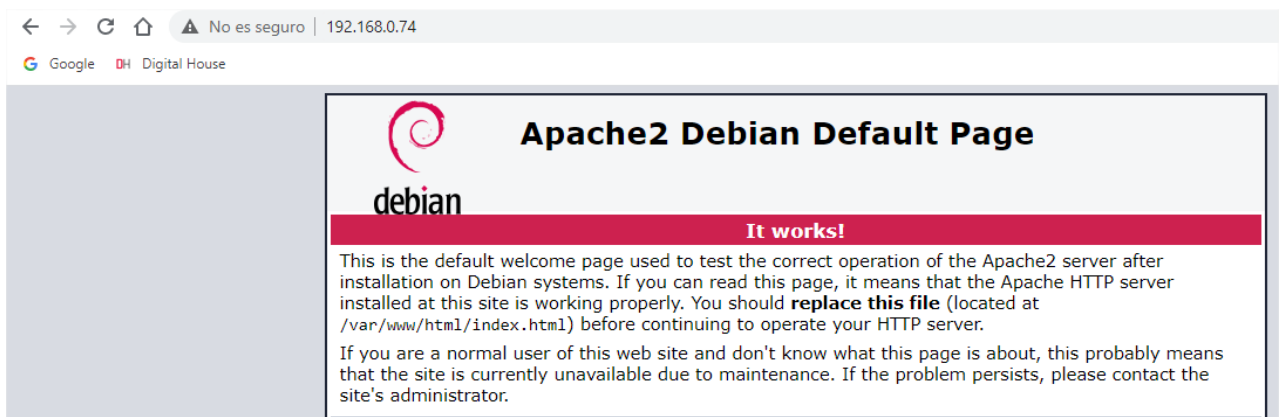 No es seguro | 192.168.0.74
G Google DH Digital House
Apache2 Debian Default Page
debian
It works!
This is the default welcome page used to test the correct operation of the Apache2 server after
installation on Debian systems. If you can read this page, it means that the Apache HTTP server
installed at this site is working properly. You should replace this file (located at
/var/www/html/index.html) before continuing to operate your HTTP server.
If you are a normal user of this web site and don't know what this page is about, this probably means
that the site is currently unavailable due to maintenance. If the problem persists, please contact the
site's administrator.